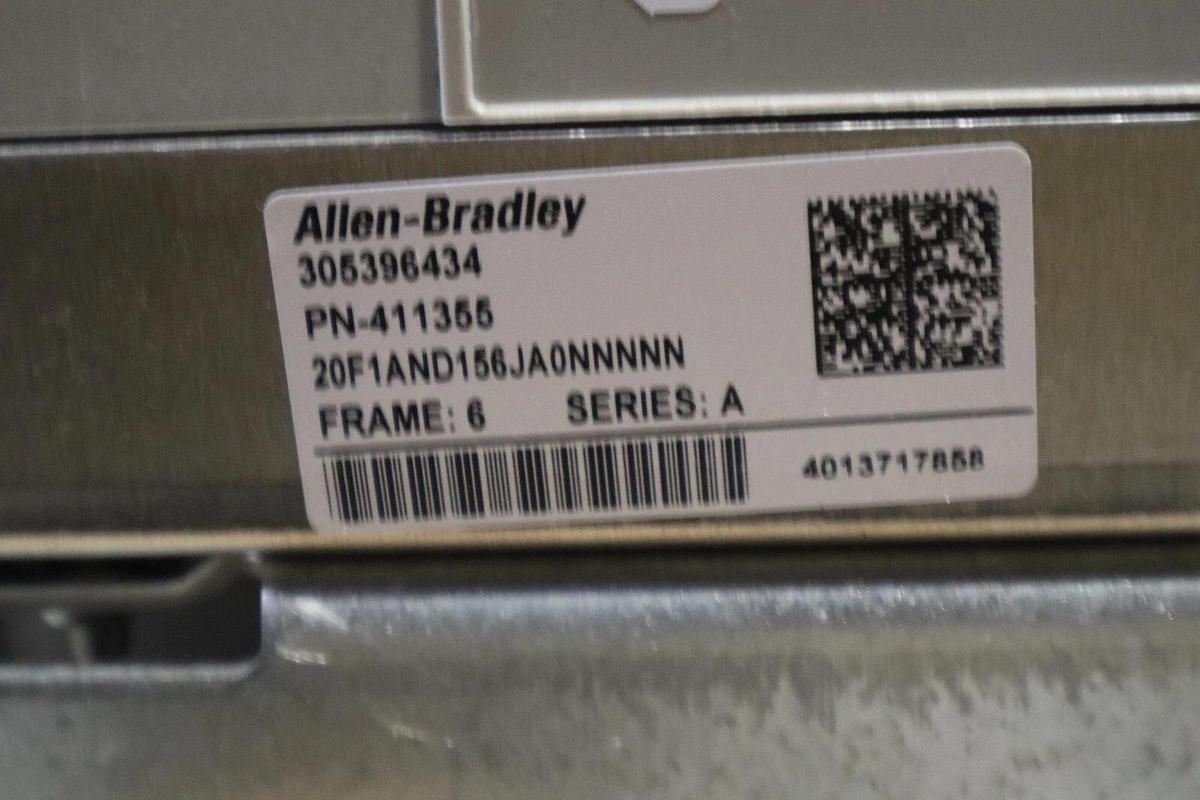 Allen-Bradley
305396434
PN-411355
20F1AND156JA0NNNNN
FRAME: 6 SERIES: A
4013717858